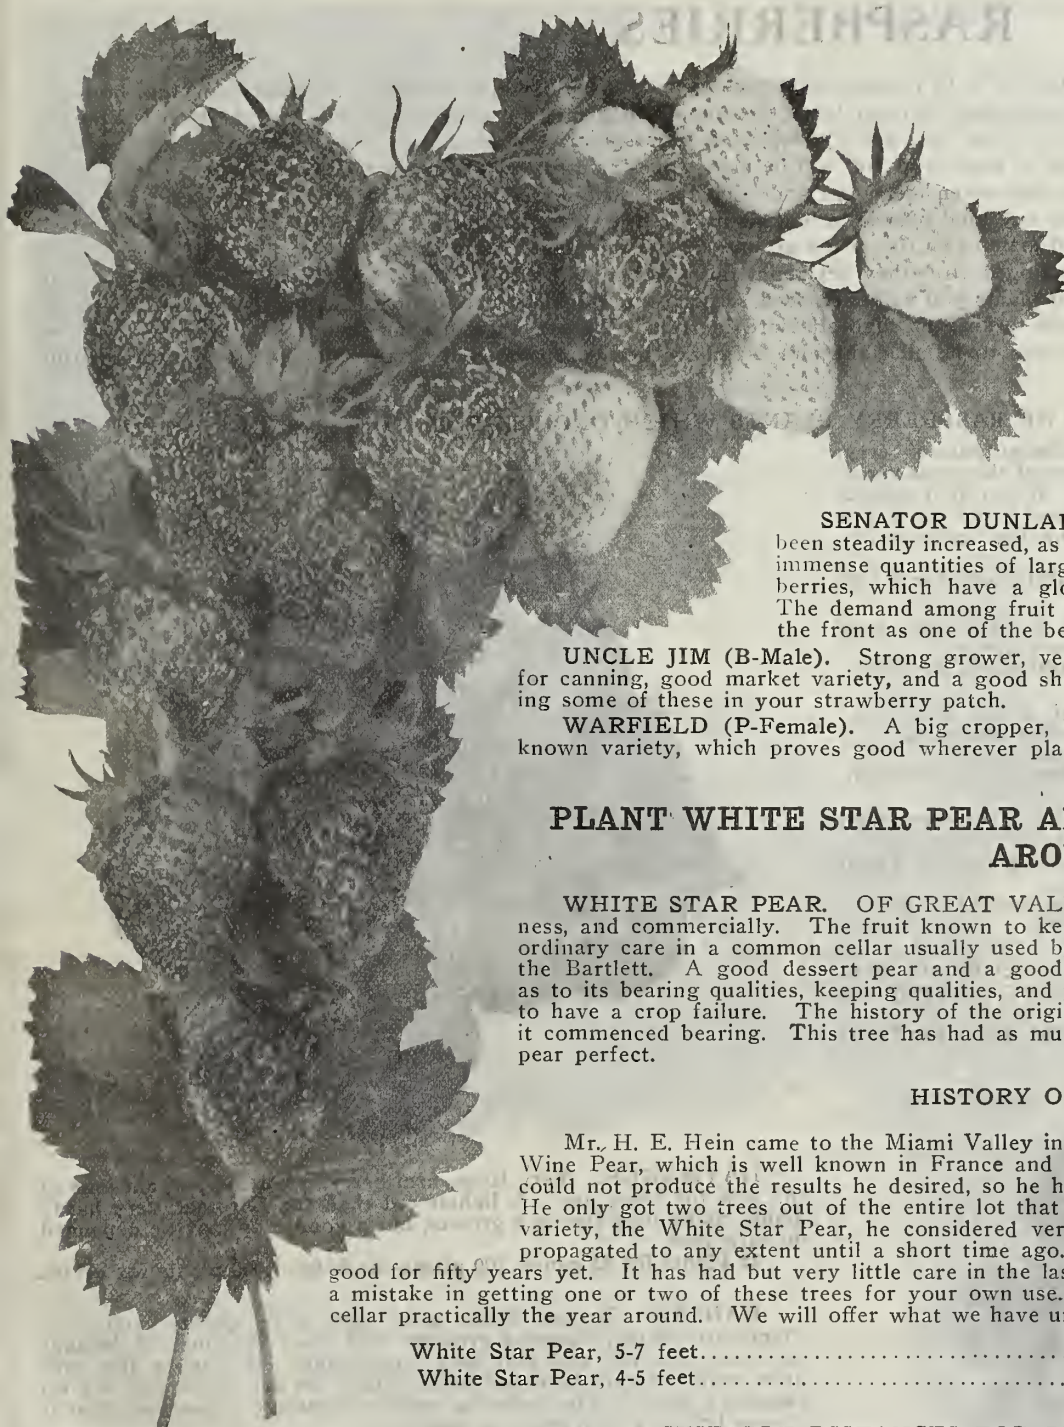 RASPBERRIES
SENATOR DUNLAP
been steadily increased, as
immense quantities of larg
berries, which have a glo
The demand among fruit
the front as one of the be
UNCLE JIM (B-Male). Strong grower, ve
for canning, good market variety, and a good sh
ing some of these in your strawberry patch.
WARFIELD (P-Female). A big cropper,
known variety, which proves good wherever pla
PLANT WHITE STAR PEAR A
ARO
WHITE STAR PEAR. OF GREAT VAL
ness, and commercially. The fruit known to ke
ordinary care in a common cellar usually used b
the Bartlett. A good dessert pear and a good
as to its bearing qualities, keeping qualities, and
to have a crop failure. The history of the origi
it commenced bearing. This tree has had as mu
pear perfect.
HISTORY O
Mr. H. E. Hein came to the Miami Valley in
Wine Pear, which is well known in France and
could not produce the results he desired, so he h
He only got two trees out of the entire lot that
variety, the White Star Pear, he considered ver
propagated to any extent until a short time ago.
good for fifty years yet. It has had but very little care in the las
a mistake in getting one or two of these trees for your own use.
cellar practically the year around. We will offer what we have u
White Star Pear, 5-7 feet..............................
White Star Pear, 4-5 feet..............................